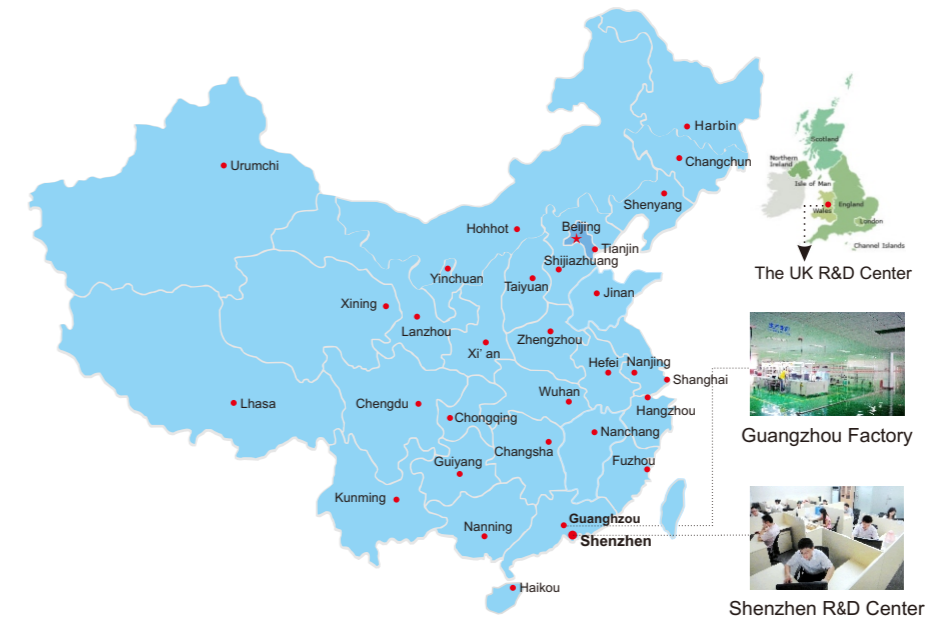 Harbin
Urumchi
Changchun
Shenyang
Hohhot
Beijing
Tianjin
Shijiazhuang
Yinchuan
Taiyuan
Jinan
Xining
Lanzhou
Zhengzhou
Xi' an
Hefei
Nanjing
Shanghai
Lhasa
Chengdu
Wuhan
Hangzhou
Chongqing
Nanchang
Changsha
Guiyang
Fuzhou
Kunming
Guanghzou
Nanning
Shenzhen
Haikou
Scotland
Northern
Ireland
Isle of Man
England
Wales
London
Channel Islands
The UK R&D Center
Guangzhou Factory
Shenzhen R&D Center